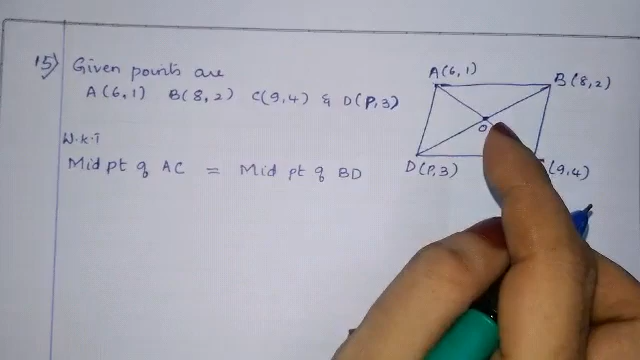 15) Given points are
A(6,1) B(8,2) C(9,4) & D(P,3)
W.K.T
Mid pt of AC = Mid pt of BD
A(6,1)
B(8,2)
O
D(P,3)
(9,4)